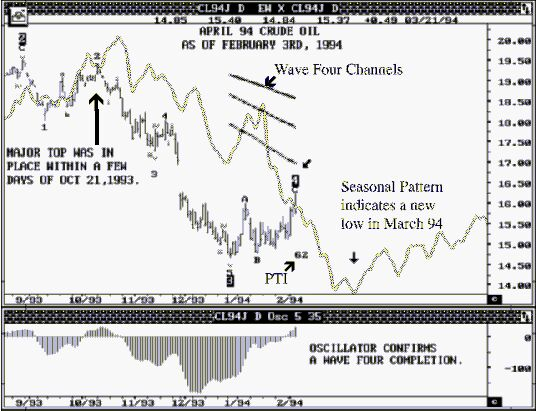 CL94J D EW X CL94J D
14.85 15.40 14.84 15.37 +0.49 03/21/94
APRIL 94 CRUDE OIL
AS OF FEBRUARY 3RD, 1994
20.00
19.50
19.00
18.50
18.00
17.50
17.00
16.50
16.00
15.50
15.00
14.50
14.00
Wave Four Channels
2
1
4
3
MAJOR TOP WAS IN
PLACE WITHIN A FEW
DAYS OF OCT 21,1993.
Seasonal Pattern
indicates a new
low in March 94
A
B
62
PTI
9/93 10/93 11/93 12/93 1/94 2/94
c
CL94J D Osc 5 35
0
-100
OSCILLATOR CONFIRMS
A WAVE FOUR COMPLETION.
9/93 10/93 11/93 12/93 1/94 2/94
c